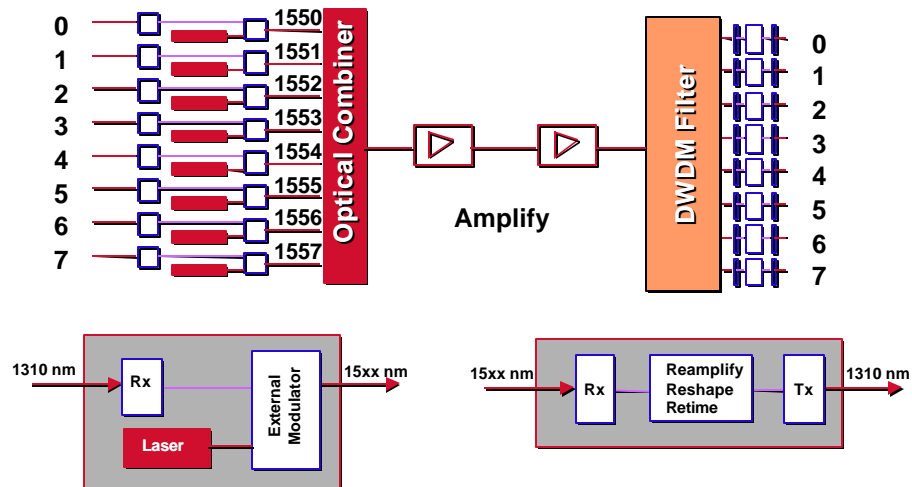 0 1550
1 1551
2 1552
3 1553
4 1554
5 1555
6 1556
7 1557
Optical Combiner
Amplify
DWDM Filter
0
1
2
3
4
5
6
7
1310 nm
Rx
External
Modulator
Laser
15xx nm
15xx nm
Rx
Reamplify
Reshape
Retime
Tx
1310 nm